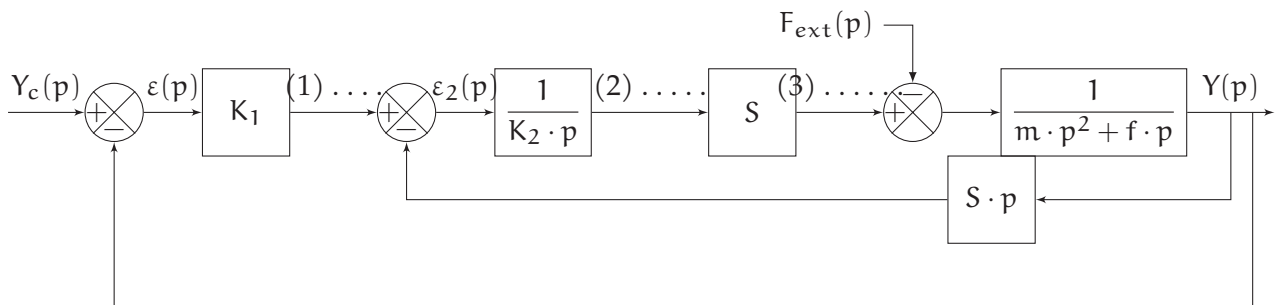 F_ext(p)
Y_c(p) + − ε(p) K_1 (1) .... + − ε_2(p) 1/(K_2 · p) (2) ..... S (3) ...... + − 1/(m · p^2 + f · p) Y(p)
S · p